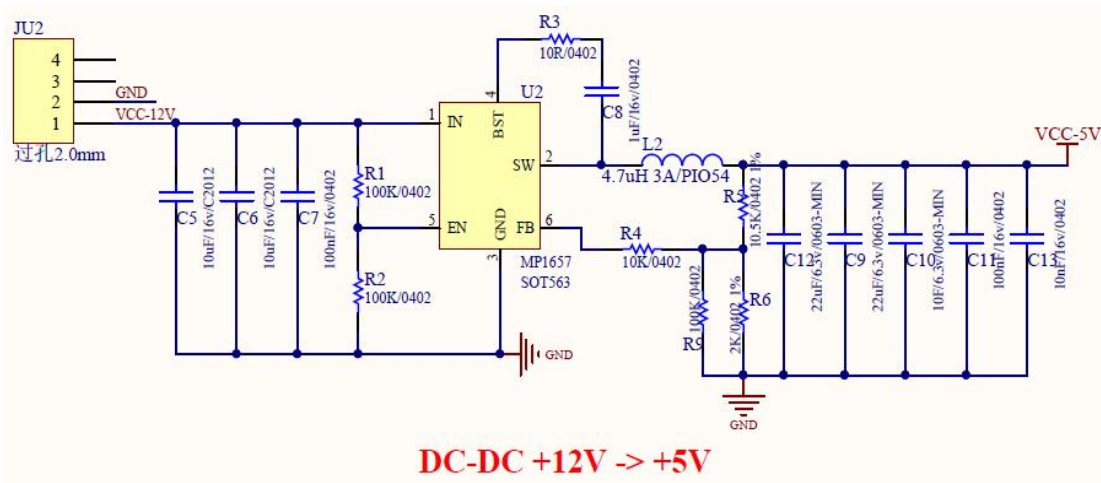 JU2
4
3
2
1
GND
VCC-12V
过孔2.0mm
C5
10uF/16v/C2012
C6
10uF/16v/C2012
C7
100nF/16v/0402
R1
100K/0402
R2
100K/0402
R3
10R/0402
C8
1uF/16v/0402
U2
1
IN
4
BST
SW
2
5
EN
GND
3
FB
6
MP1657
SOT563
GND
L2
4.7uH 3A/PIO54
R4
10K/0402
R5
10.5K/0402 1%
R9
100K/0402
R6
2K/0402 1%
C12
22uF/6.3v/0603-MIN
C9
22uF/6.3v/0603-MIN
C10
10F/6.3v/0603-MIN
C11
100nF/16v/0402
C13
10nF/16v/0402
VCC-5V
GND
DC-DC +12V -> +5V